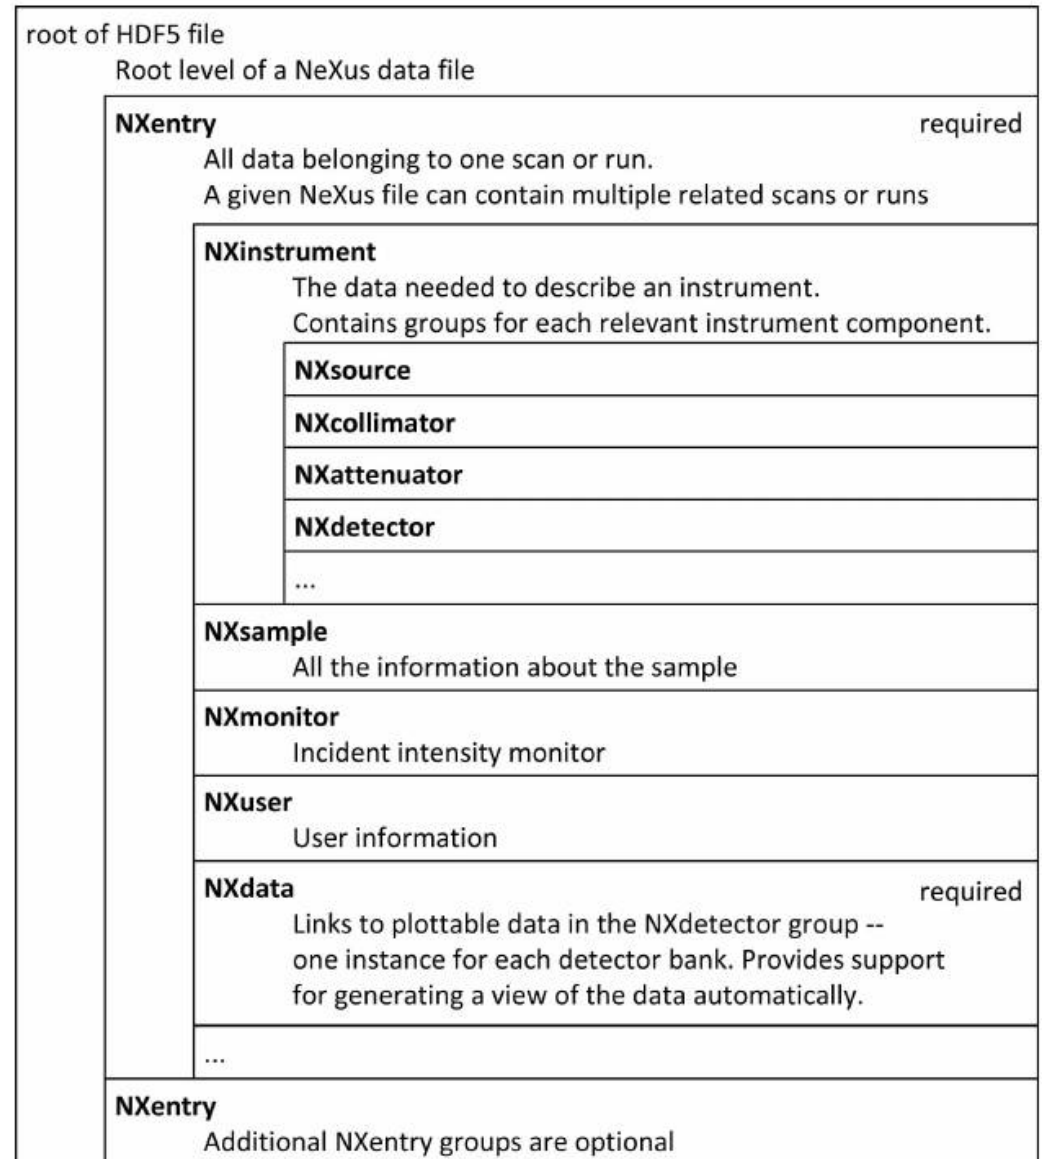 root of HDF5 file
Root level of a NeXus data file
NXentry required
All data belonging to one scan or run.
A given NeXus file can contain multiple related scans or runs
NXinstrument
The data needed to describe an instrument.
Contains groups for each relevant instrument component.
NXsource
NXcollimator
NXattenuator
NXdetector
...
NXsample
All the information about the sample
NXmonitor
Incident intensity monitor
NXuser
User information
NXdata required
Links to plottable data in the NXdetector group --
one instance for each detector bank. Provides support
for generating a view of the data automatically.
...
NXentry
Additional NXentry groups are optional